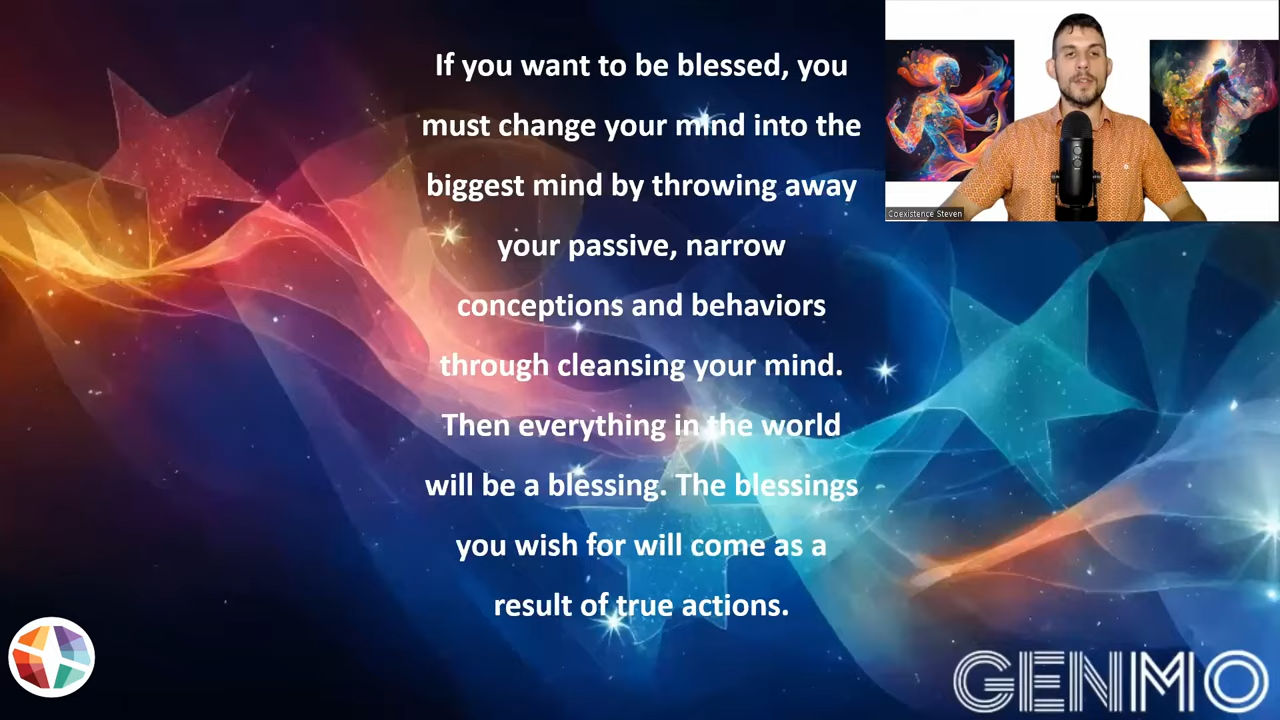 If you want to be blessed, you
must change your mind into the
biggest mind by throwing away
your passive, narrow
conceptions and behaviors
through cleansing your mind.
Then everything in the world
will be a blessing. The blessings
you wish for will come as a
result of true actions.
Coexistence Steven
GENMO